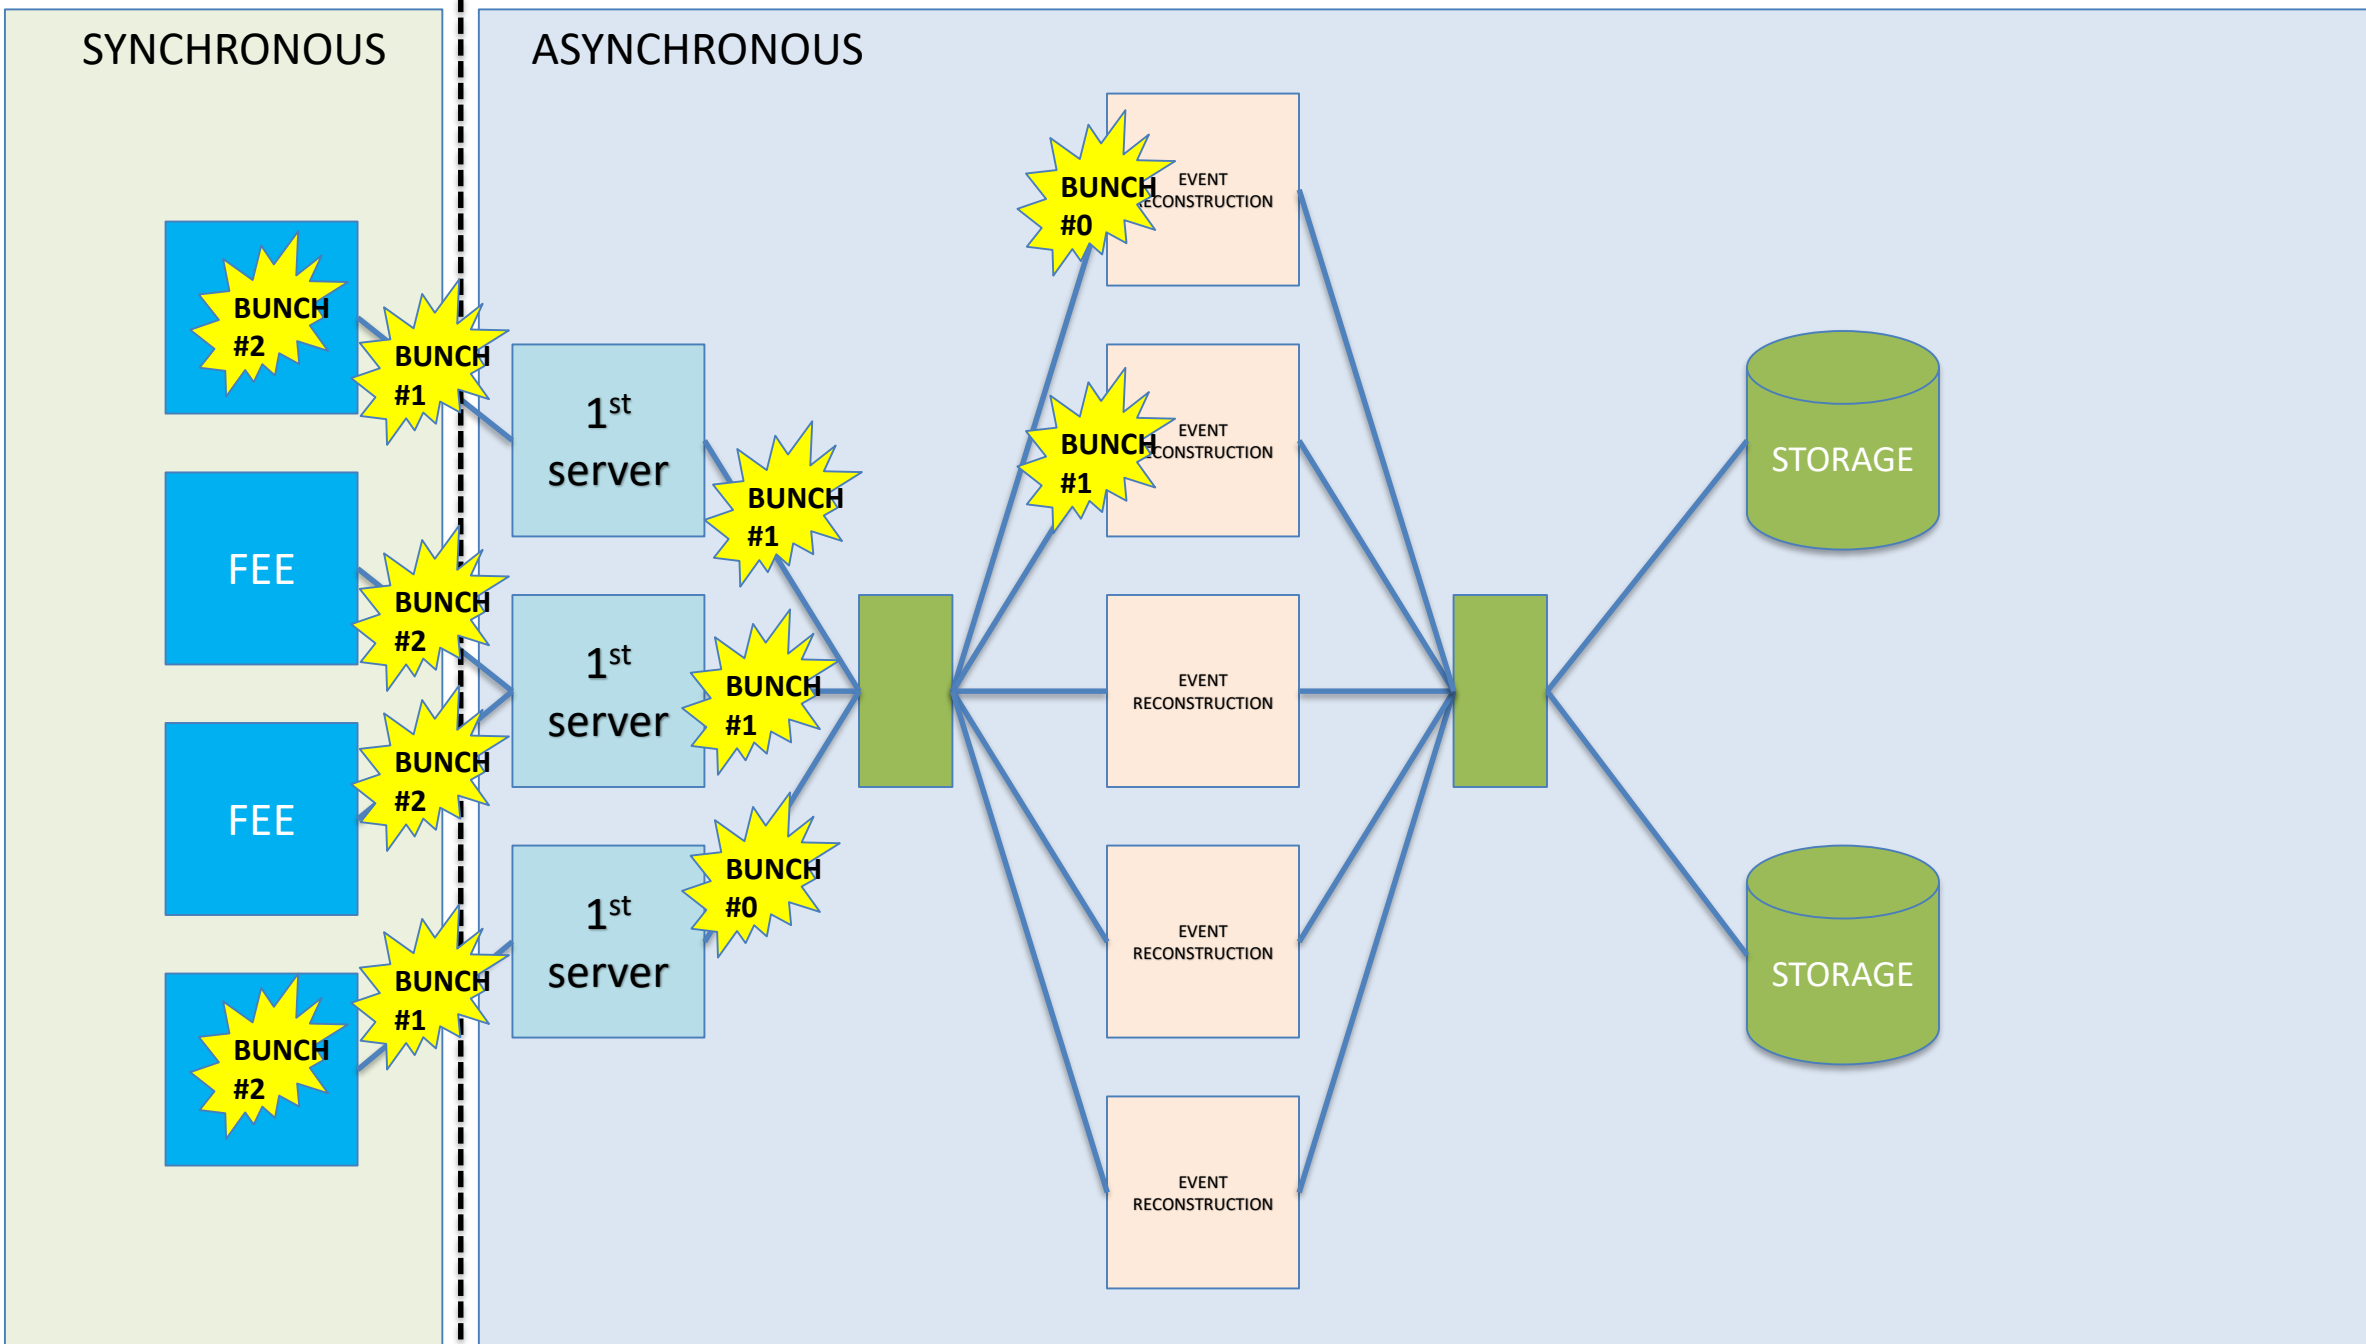 SYNCHRONOUS
ASYNCHRONOUS
BUNCH
#2
FEE
FEE
BUNCH
#2
BUNCH
#1
BUNCH
#2
BUNCH
#2
BUNCH
#1
1st
server
1st
server
1st
server
BUNCH
#1
BUNCH
#1
BUNCH
#0
BUNCH
#0
EVENT
ECONSTRUCTION
BUNCH
#1
EVENT
CONSTRUCTION
EVENT
RECONSTRUCTION
EVENT
RECONSTRUCTION
EVENT
RECONSTRUCTION
STORAGE
STORAGE